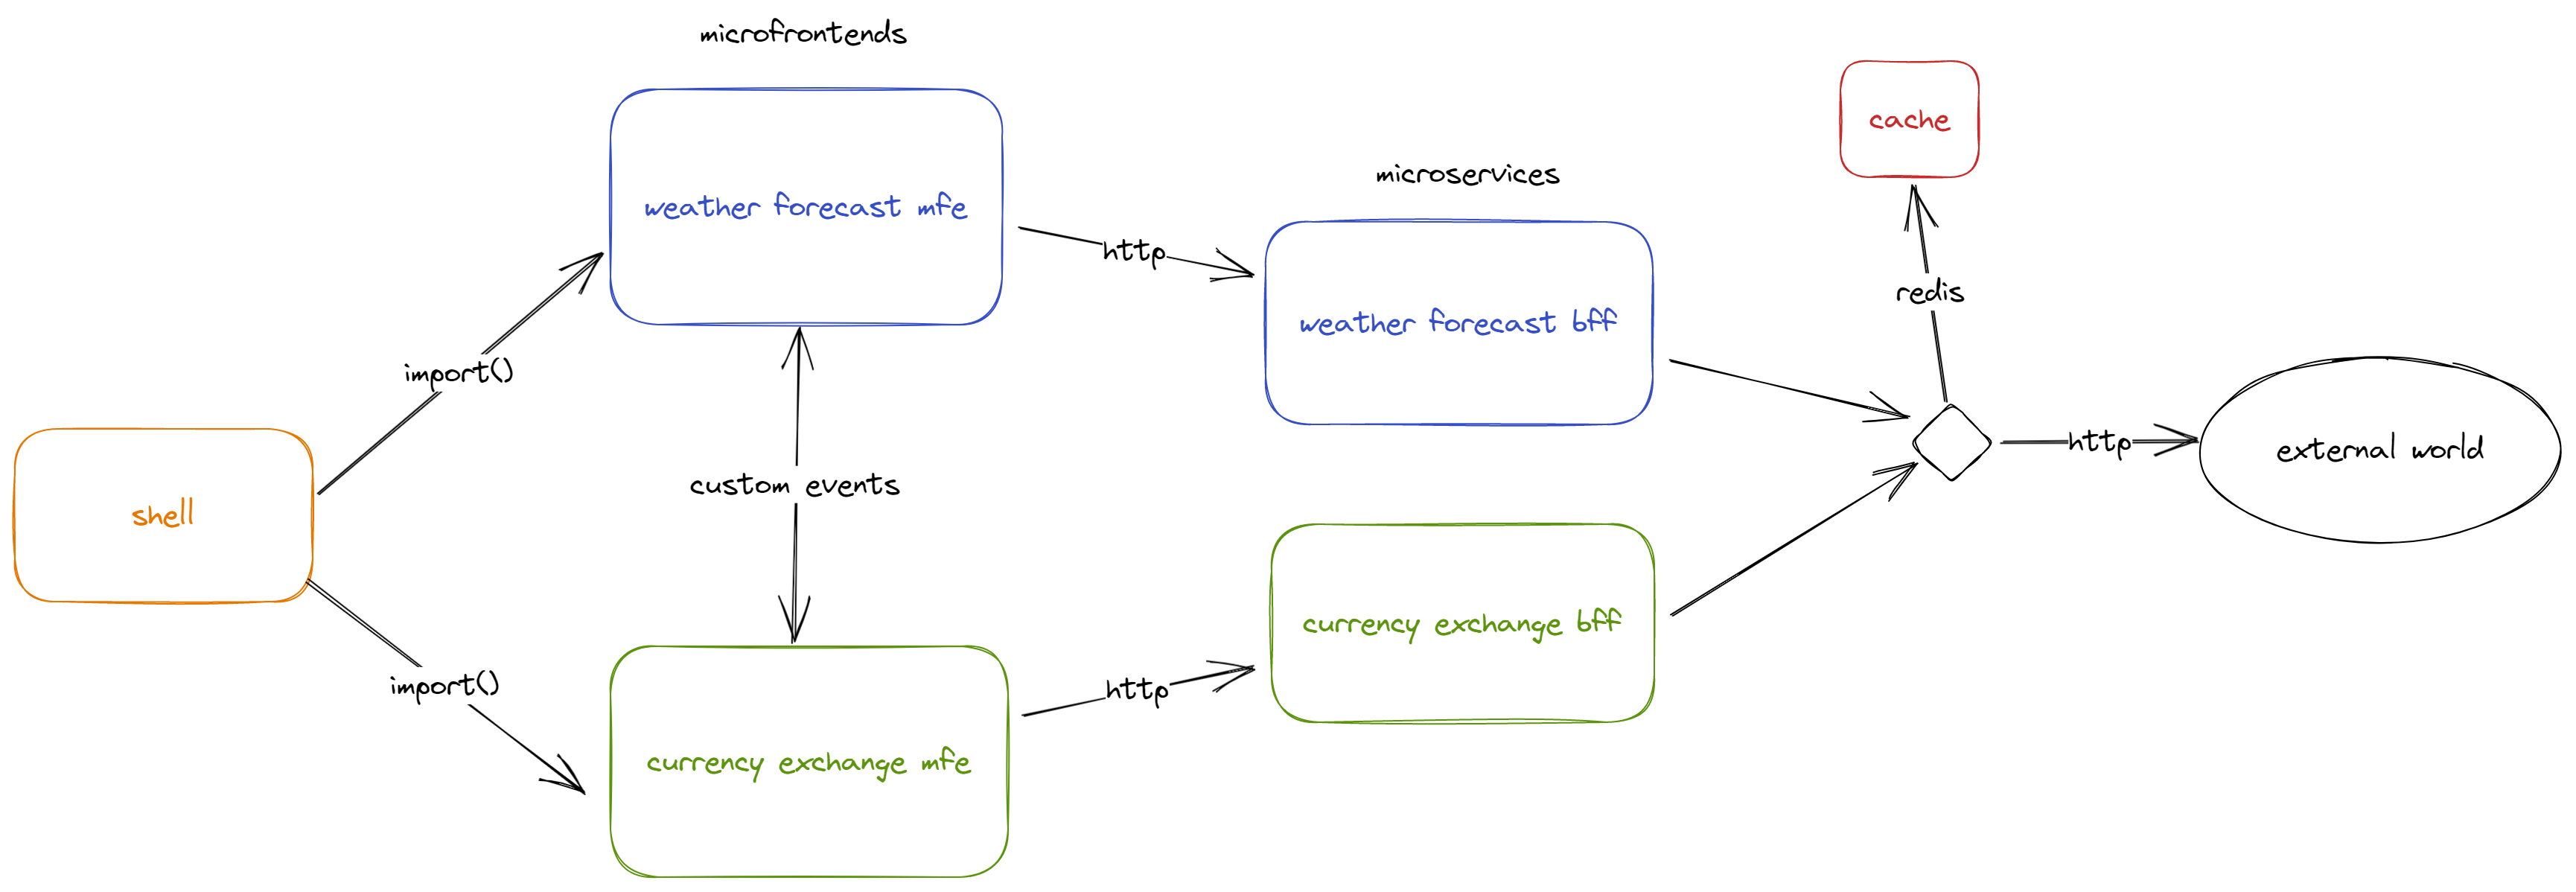 microfrontends
cache
microservices
weather forecast mfe
http
redis
weather forecast bff
import()
external world
http
custom events
shell
currency exchange bff
import()
http
currency exchange mfe